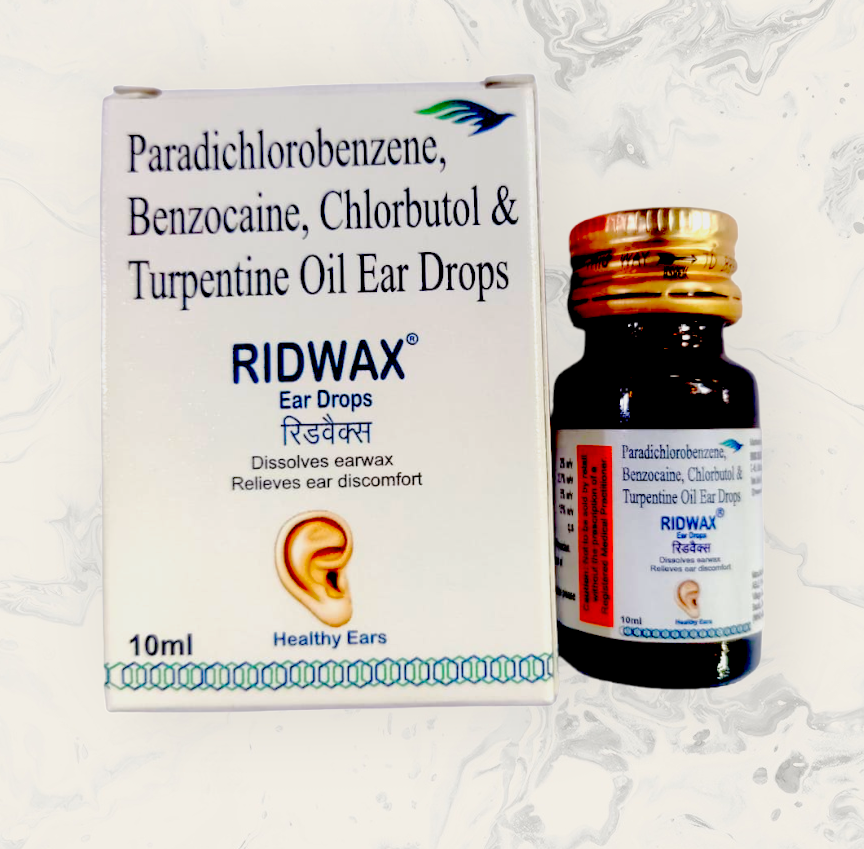 Paradichlorobenzene,
Benzocaine, Chlorbutol &
Turpentine Oil Ear Drops
RIDWAX®
Ear Drops
रिडवैक्स
Dissolves earwax
Relieves ear discomfort
Healthy Ears
10ml
Caution: Not to be sold by retail
without the prescription of a
Registered Medical Practitioner.
Paradichlorobenzene,
Benzocaine, Chlorbutol &
Turpentine Oil Ear Drops
RIDWAX®
Ear Drops
रिडवैक्स
Dissolves earwax
Relieves ear discomfort
10ml
Healthy Ears